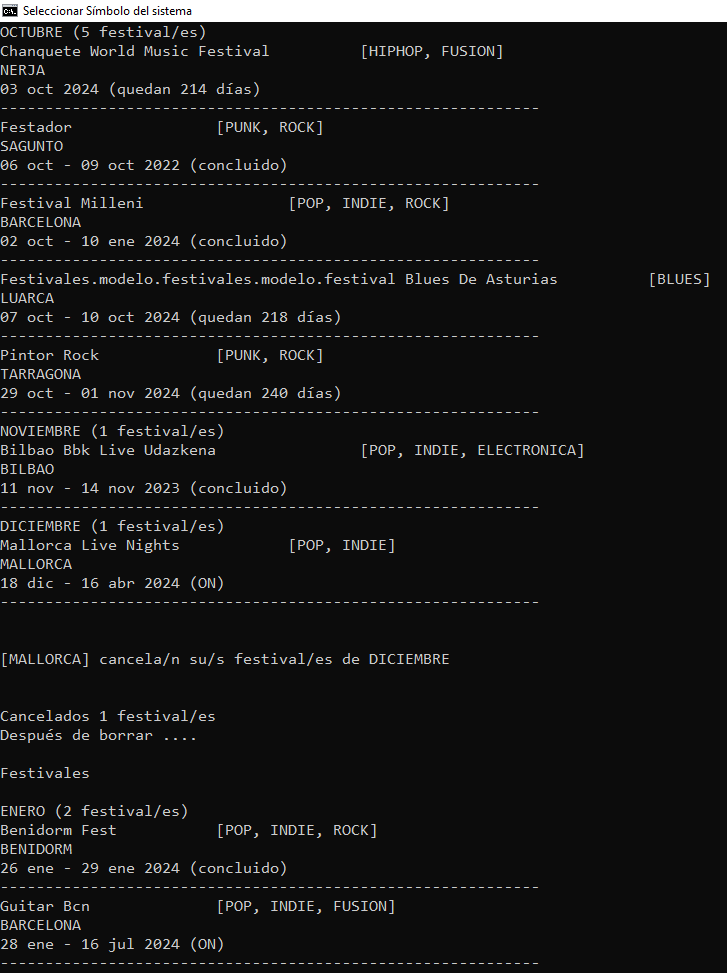 Seleccionar Símbolo del sistema
OCTUBRE (5 festival/es)
Chanquete World Music Festival          [HIPHOP, FUSION]
NERJA
03 oct 2024 (quedan 214 días)
------------------------------------------------------------
Festador                [PUNK, ROCK]
SAGUNTO
06 oct - 09 oct 2022 (concluido)
------------------------------------------------------------
Festival Milleni                [POP, INDIE, ROCK]
BARCELONA
02 oct - 10 ene 2024 (concluido)
------------------------------------------------------------
Festivales.modelo.festivales.modelo.festival Blues De Asturias          [BLUES]
LUARCA
07 oct - 10 oct 2024 (quedan 218 días)
------------------------------------------------------------
Pintor Rock             [PUNK, ROCK]
TARRAGONA
29 oct - 01 nov 2024 (quedan 240 días)
------------------------------------------------------------
NOVIEMBRE (1 festival/es)
Bilbao Bbk Live Udazkena                [POP, INDIE, ELECTRONICA]
BILBAO
11 nov - 14 nov 2023 (concluido)
------------------------------------------------------------
DICIEMBRE (1 festival/es)
Mallorca Live Nights            [POP, INDIE]
MALLORCA
18 dic - 16 abr 2024 (ON)
------------------------------------------------------------
[MALLORCA] cancela/n su/s festival/es de DICIEMBRE
Cancelados 1 festival/es
Después de borrar ....
Festivales
ENERO (2 festival/es)
Benidorm Fest           [POP, INDIE, ROCK]
BENIDORM
26 ene - 29 ene 2024 (concluido)
------------------------------------------------------------
Guitar Bcn              [POP, INDIE, FUSION]
BARCELONA
28 ene - 16 jul 2024 (ON)
------------------------------------------------------------